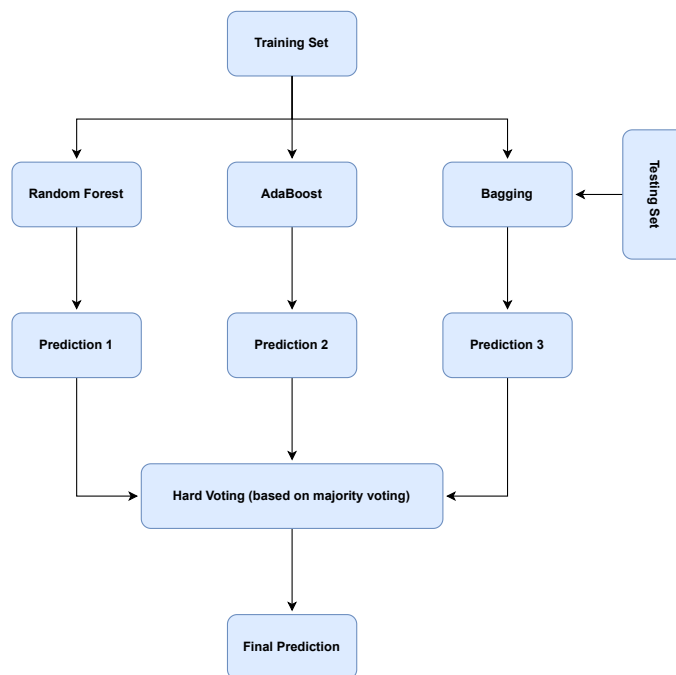 Training Set
Random Forest
AdaBoost
Bagging
Testing Set
Prediction 1
Prediction 2
Prediction 3
Hard Voting (based on majority voting)
Final Prediction